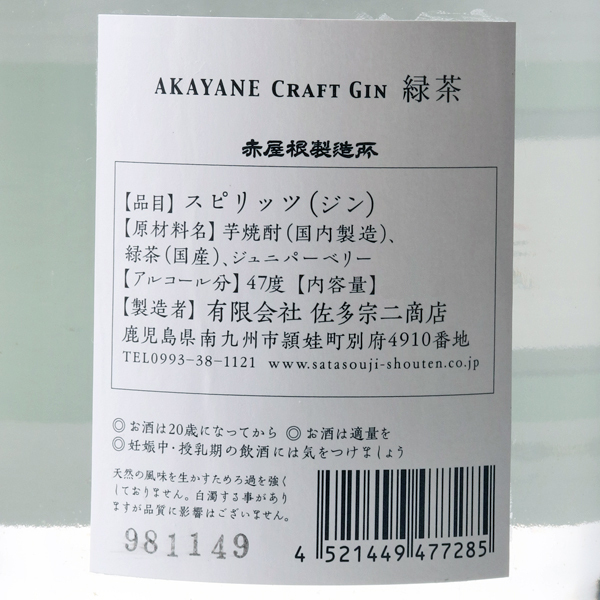 AKAYANE CRAFT GIN 緑茶
赤屋根製造所
【品目】スピリッツ(ジン)
【原材料名】芋焼酎(国内製造)、
緑茶(国産)、ジュニパーベリー
【アルコール分】47度【内容量】
【製造者】有限会社 佐多宗二商店
鹿児島県南九州市頴娃町別府4910番地
TEL0993-38-1121 www.satasouji-shouten.co.jp
◎お酒は20歳になってから ◎お酒は適量を
◎妊娠中・授乳期の飲酒には気をつけましょう
天然の風味を生かすためろ過を強く
しておりません。白濁する事があり
ますが品質に影響はございません。
981149
4 521449 477285